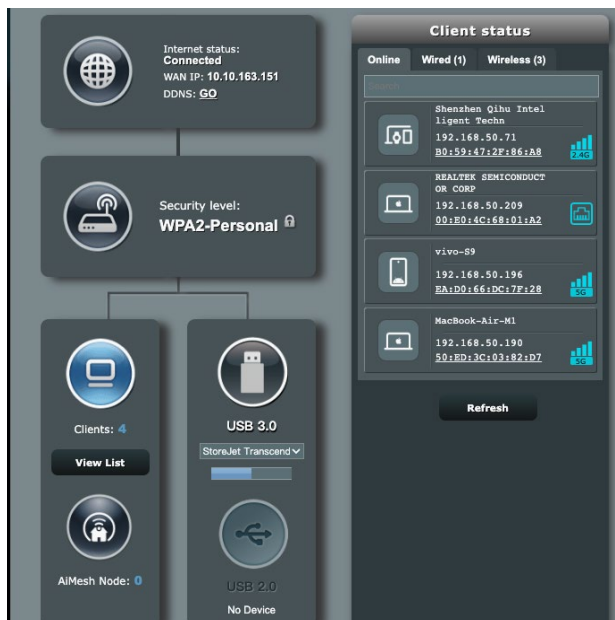 Internet status:
Connected
WAN IP: 10.10.163.151
DDNS: GO
Security level:
WPA2-Personal
Clients: 4
View List
AiMesh Node: 0
USB 3.0
StoreJet Transcend
USB 2.0
No Device
Client status
Online Wired (1) Wireless (3)
Search
Shenzhen Qihu Intel
ligent Techn
192.168.50.71
B0:59:47:2F:86:A8
2.4G
REALTEK SEMICONDUCT
OR CORP
192.168.50.209
00:E0:4C:68:01:A2
vivo-S9
192.168.50.196
EA:D0:66:DC:7F:28
5G
MacBook-Air-M1
192.168.50.190
50:ED:3C:03:82:D7
5G
Refresh